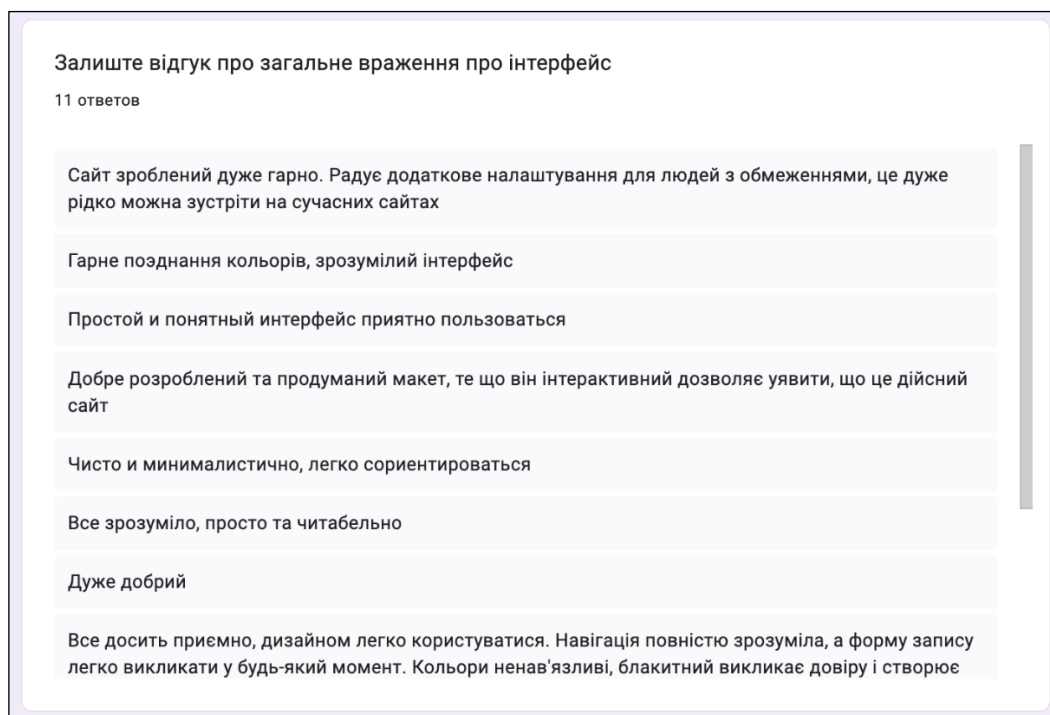 Залиште відгук про загальне враження про інтерфейс
11 ответов
Сайт зроблений дуже гарно. Радує додаткове налаштування для людей з обмеженнями, це дуже
рідко можна зустріти на сучасних сайтах
Гарне поэднання кольорів, зрозумілий інтерфейс
Простой и понятный интерфейс приятно пользоваться
Добре розроблений та продуманий макет, те що він інтерактивний дозволяє уявити, що це дійсний
сайт
Чисто и минималистично, легко сориентироваться
Все зрозуміло, просто та читабельно
Дуже добрий
Все досить приємно, дизайном легко користуватися. Навігація повністю зрозуміла, а форму запису
легко викликати у будь-який момент. Кольори ненав'язливі, блакитний викликає довіру і створює